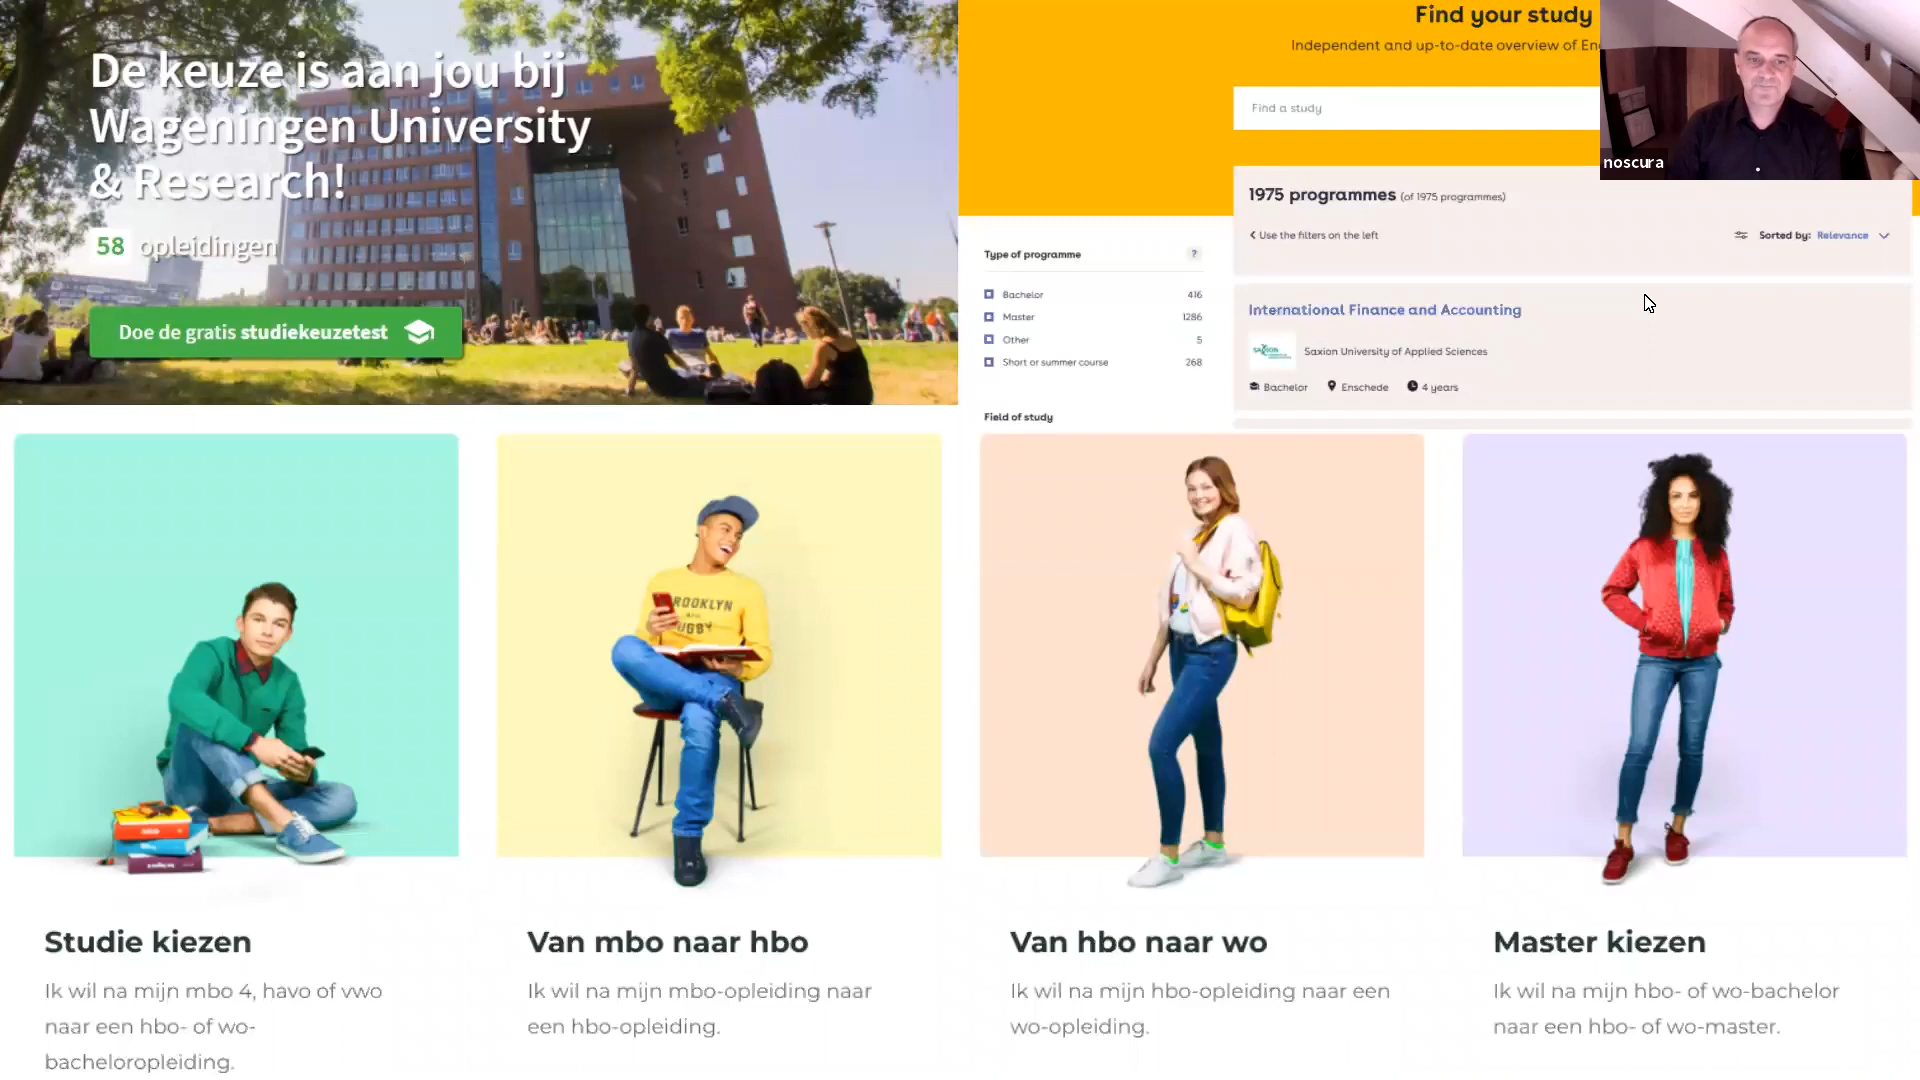 De keuze is aan jou bij
Wageningen University
& Research!
58 opleidingen
Doe de gratis studiekeuzetest
Find your study
Independent and up-to-date overview of
Find a study
noscura
1975 programmes (of 1975 programmes)
Use the filters on the left
Sorted by: Relevance
Type of programme ?
Bachelor 416
Master 1286
Other 5
Short or summer course 268
Field of study
International Finance and Accounting
SAXION
Saxion University of Applied Sciences
Bachelor Enschede 4 years
Studie kiezen
Ik wil na mijn mbo 4, havo of vwo
naar een hbo- of wo-
bacheloropleiding.
Van mbo naar hbo
Ik wil na mijn mbo-opleiding naar
een hbo-opleiding.
Van hbo naar wo
Ik wil na mijn hbo-opleiding naar een
wo-opleiding.
Master kiezen
Ik wil na mijn hbo- of wo-bachelor
naar een hbo- of wo-master.